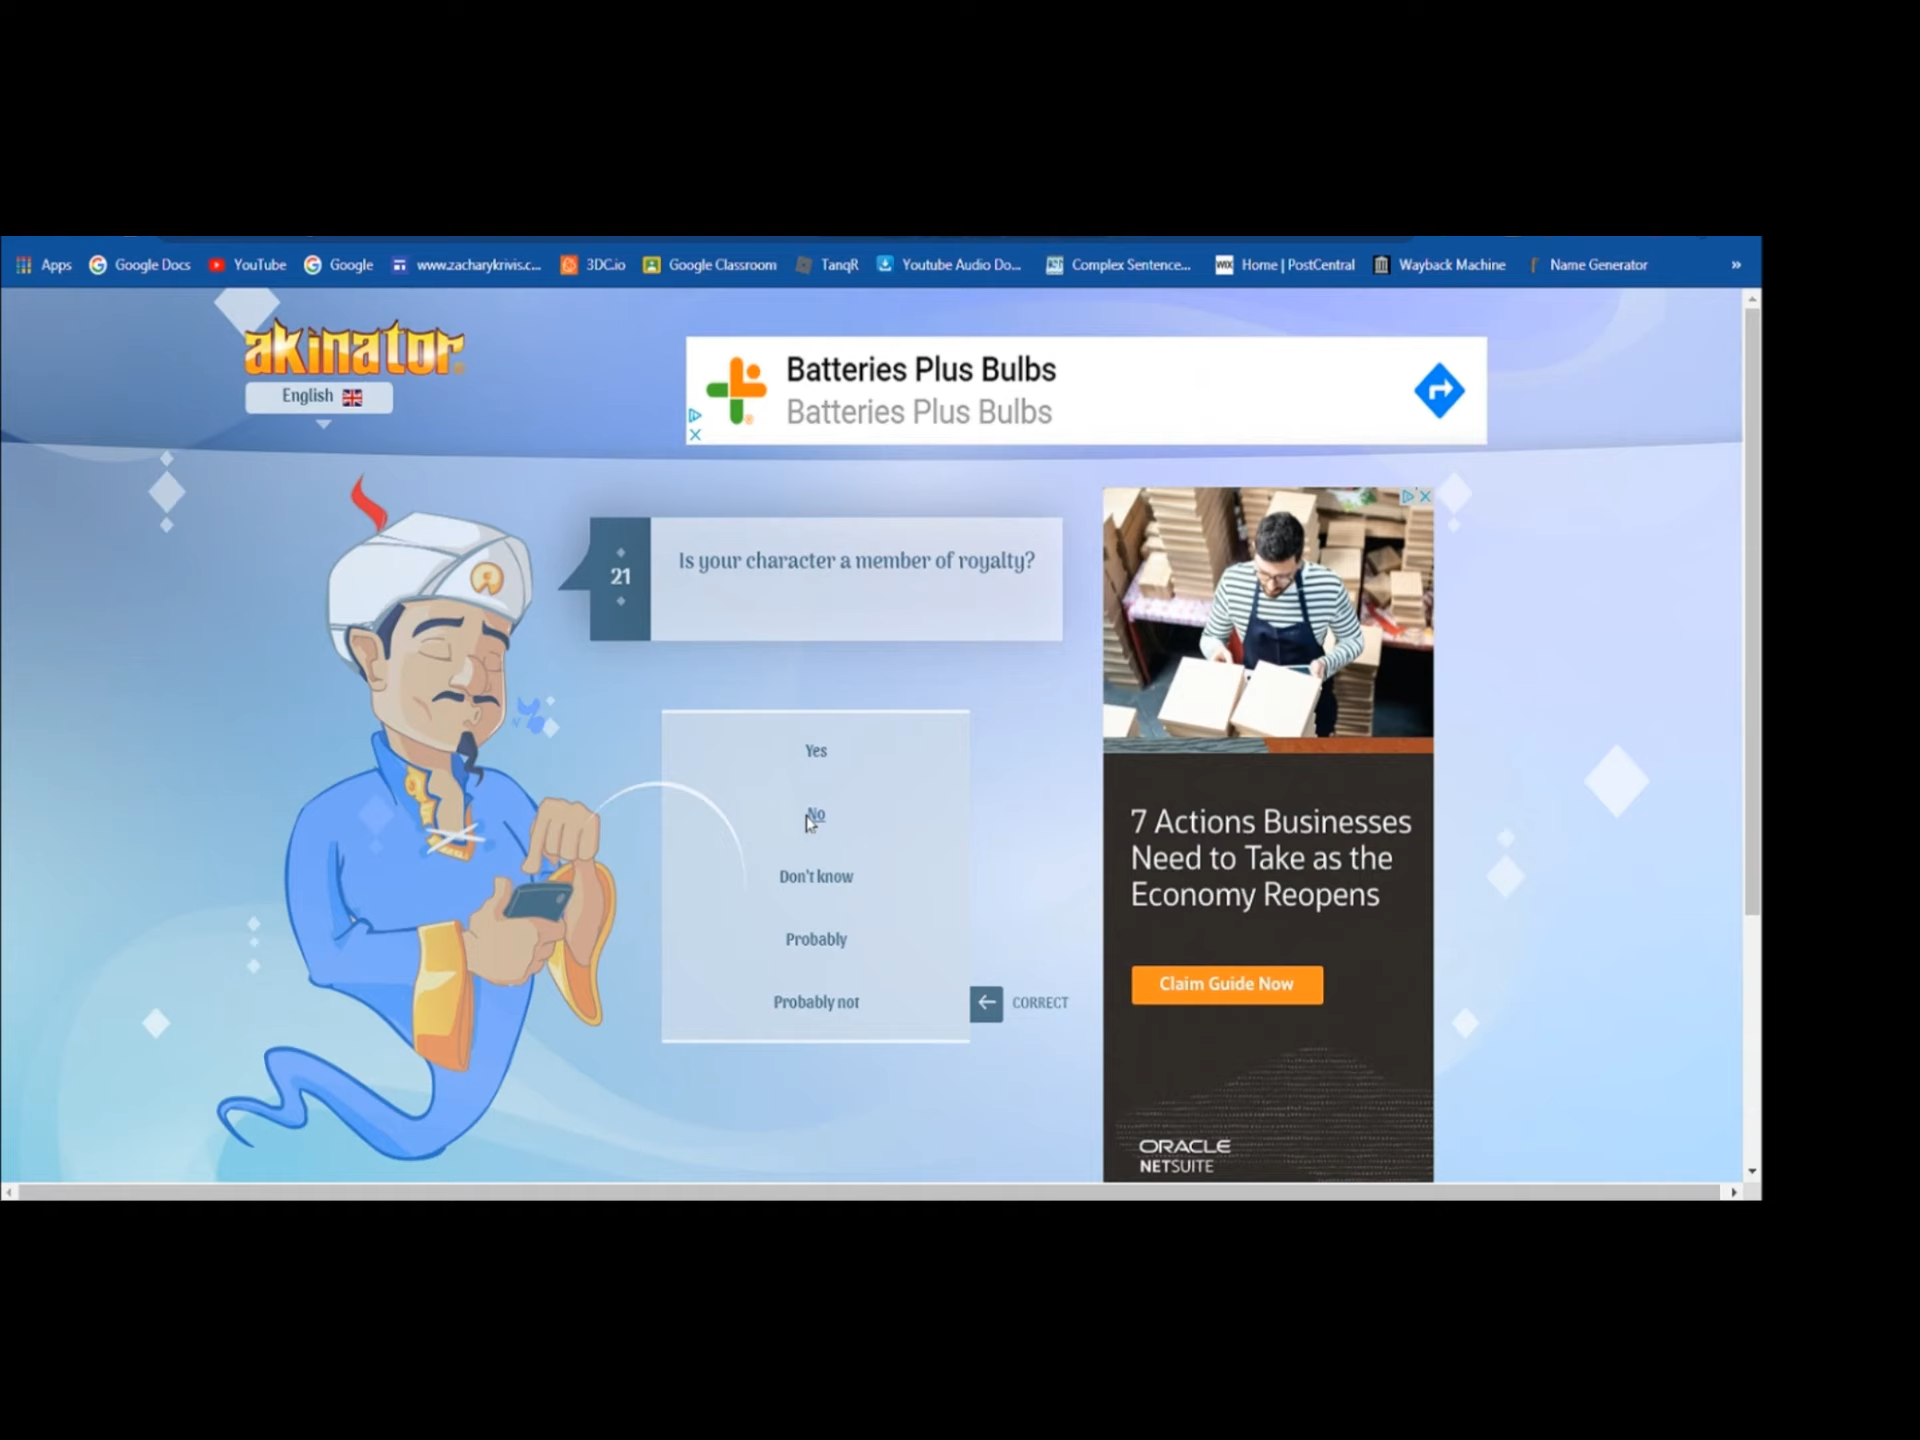 Apps Google Docs YouTube Google www.zacharykrivis.c... 3DC.io Google Classroom TanqR Youtube Audio Do... Complex Sentence... WIX Home | PostCentral Wayback Machine Name Generator »
akinator
English
Batteries Plus Bulbs
Batteries Plus Bulbs
21
Is your character a member of royalty?
Yes
No
Don't know
Probably
Probably not
CORRECT
7 Actions Businesses
Need to Take as the
Economy Reopens
Claim Guide Now
ORACLE
NETSUITE